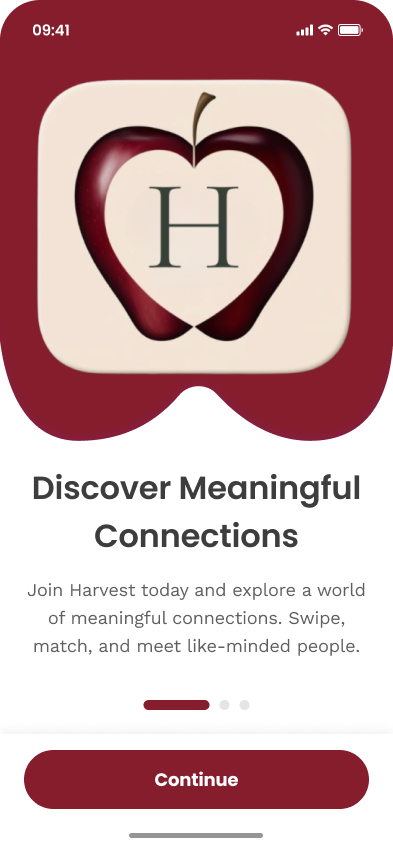 09:41
H
Discover Meaningful
Connections
Join Harvest today and explore a world
of meaningful connections. Swipe,
match, and meet like-minded people.
Continue